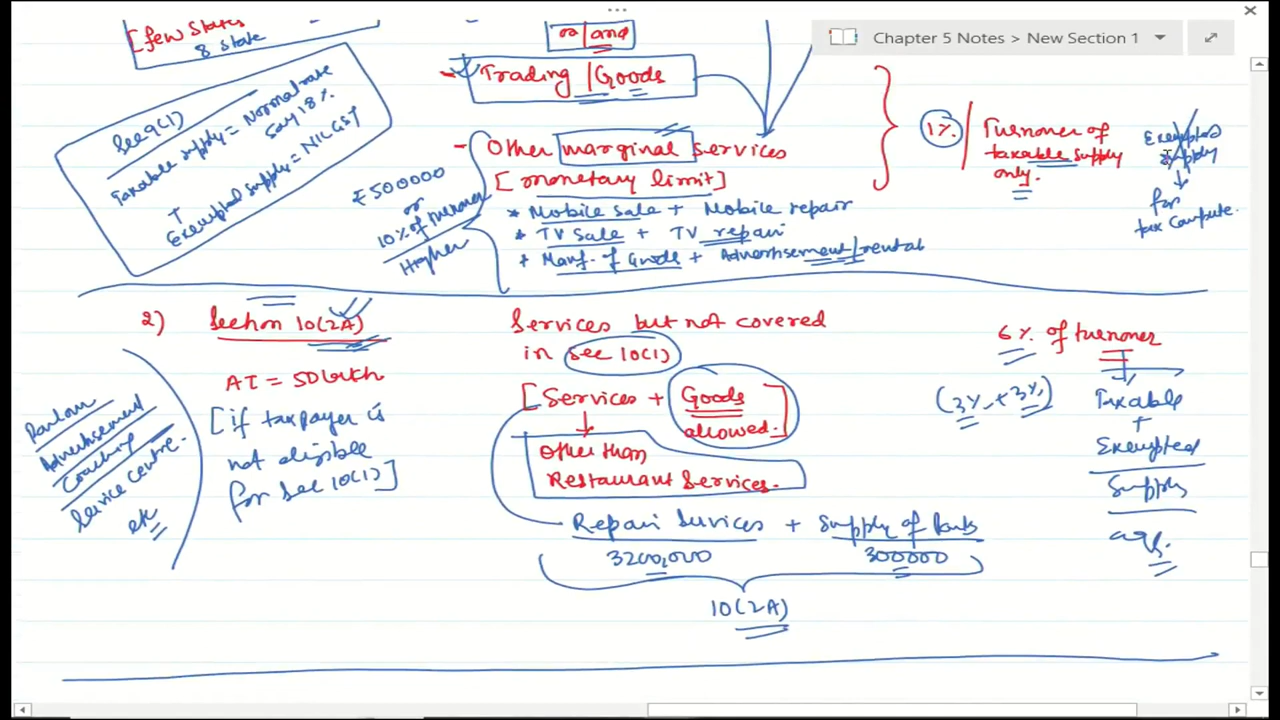 Chapter 5 Notes > New Section 1
[few States
8 State
or/and
- Trading / Goods
Sec 9(1)
Taxable supply = Normal rate
Say 18%
+
Exempted supply = NIL GST
- Other marginal services
[monetary limit]
₹500000
or
10% of turnover
Higher
* Mobile Sale + Mobile repair
* TV Sale + TV repair
* Manf. of Goods + Advertisement/rental
1%
Turnover of
taxable supply
only.
Exempted
Supply
for
tax Compute.
2) Section 10(2A)
AT = 50 lakh
[if taxpayer is
not eligible
for Sec 10(1)]
Advertisement
Coaching
Service Centre.
etc
Services but not covered
in Sec 10(1)
[Services + Goods
allowed.]
Other than
Restaurant Services.
Repair Services + Supply of Parts
3200,000 300000
10(2A)
6% of turnover
(3% + 3%)
Taxable
+
Exempted
Supply